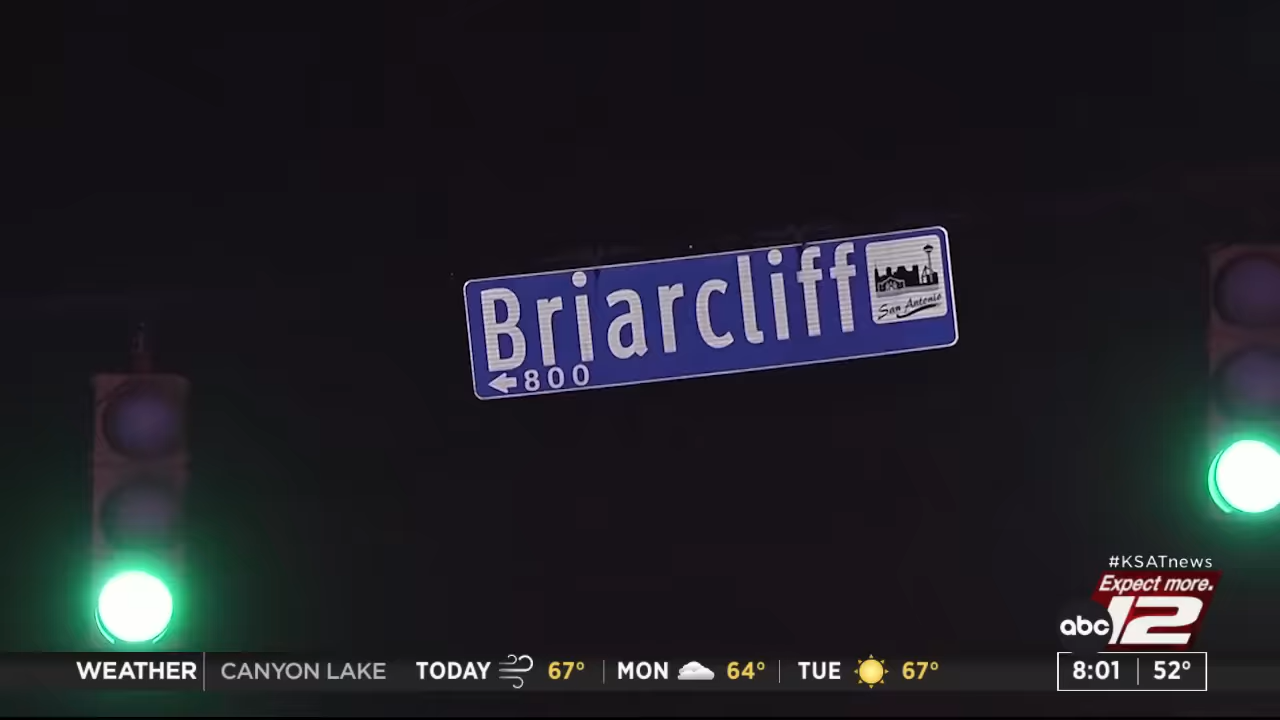 Briarcliff
←800
San Antonio
#KSATnews
Expect more.
abc 12
WEATHER CANYON LAKE TODAY 67° MON 64° TUE 67°
8:01 52°